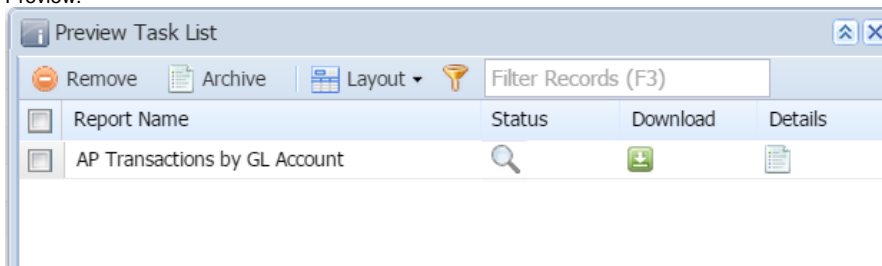 Preview Task List
Remove Archive Layout Filter Records (F3)
Report Name Status Download Details
AP Transactions by GL Account